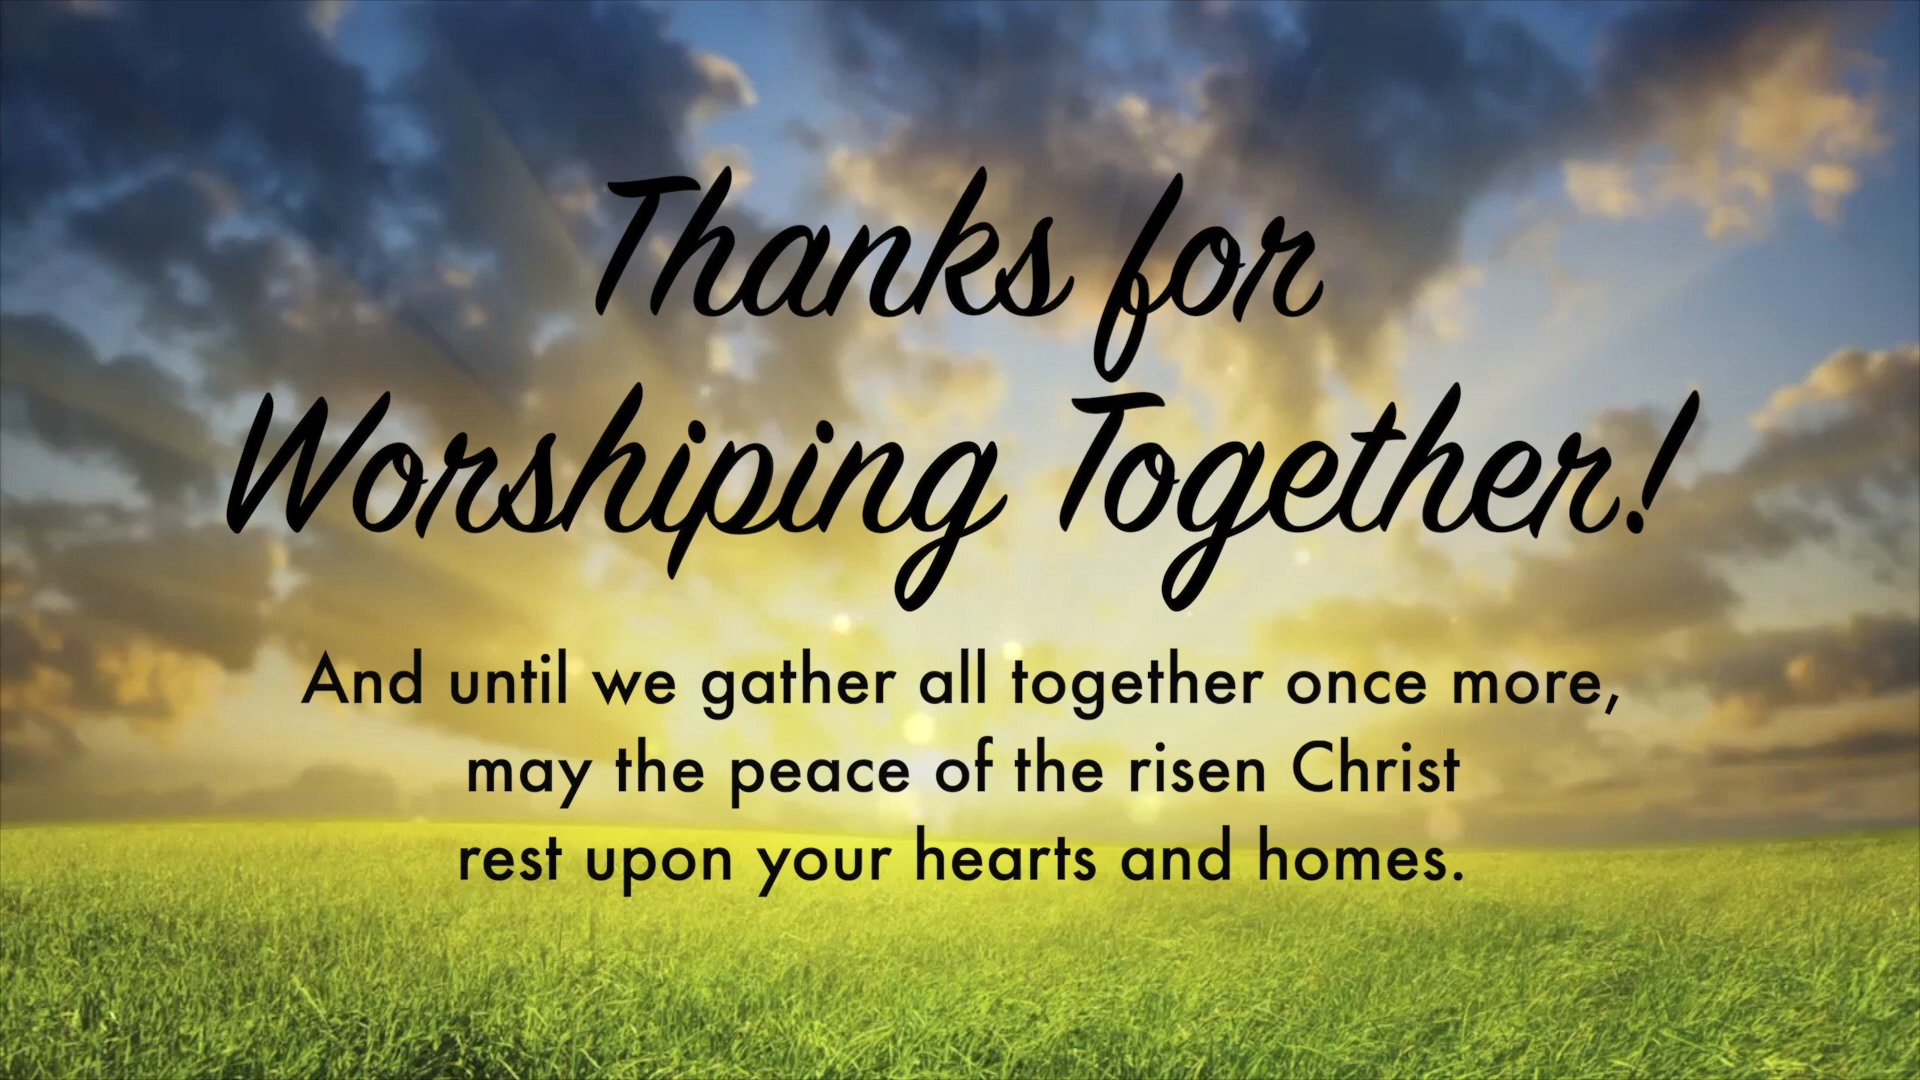 Thanks for
Worshiping Together!
And until we gather all together once more,
may the peace of the risen Christ
rest upon your hearts and homes.